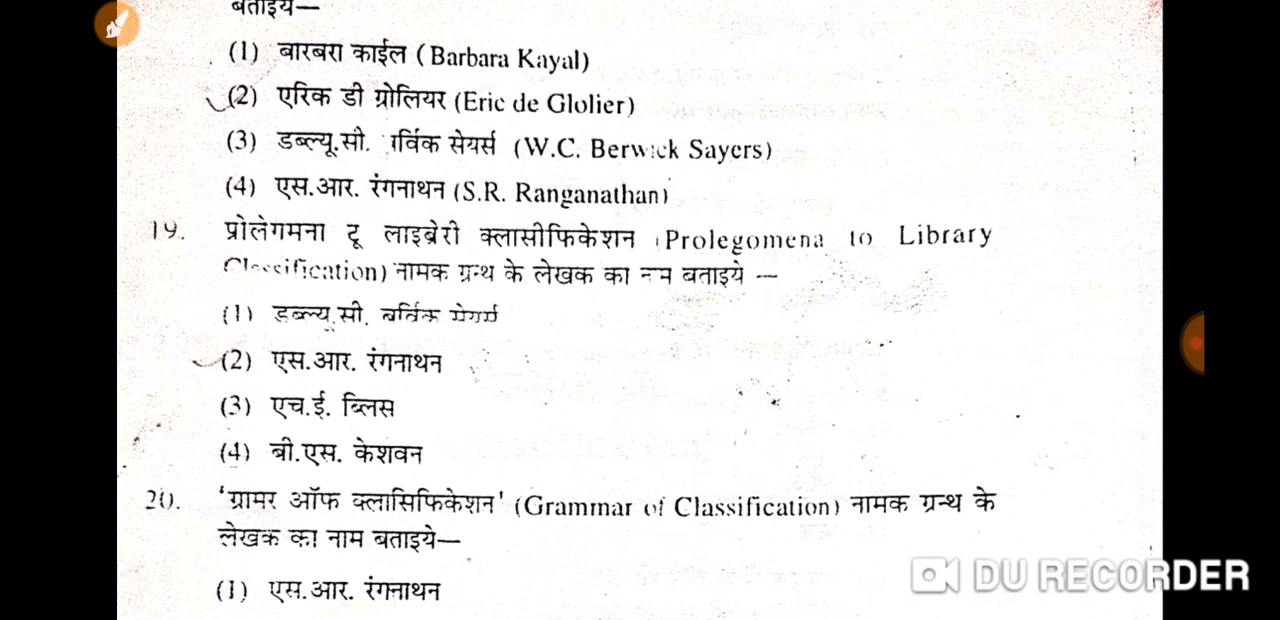 बताइये—
(1) बारबरा काईल (Barbara Kayal)
(2) एरिक डी ग्रोलियर (Eric de Glolier)
(3) डब्ल्यू.सी. र्विक सेयर्स (W.C. Berwick Sayers)
(4) एस.आर. रंगनाथन (S.R. Ranganathan)
19. प्रोलेगमना टू लाइब्रेरी क्लासीफिकेशन (Prolegomena to Library
Classification) नामक ग्रन्थ के लेखक का नाम बताइये —
(1) डब्ल्यू.सी. बर्विक सेयर्स
(2) एस.आर. रंगनाथन
(3) एच.ई. ब्लिस
(4) बी.एस. केशवन
20. 'ग्रामर ऑफ क्लासिफिकेशन' (Grammar of Classification) नामक ग्रन्थ के
लेखक का नाम बताइये—
(1) एस.आर. रंगनाथन
DU RECORDER